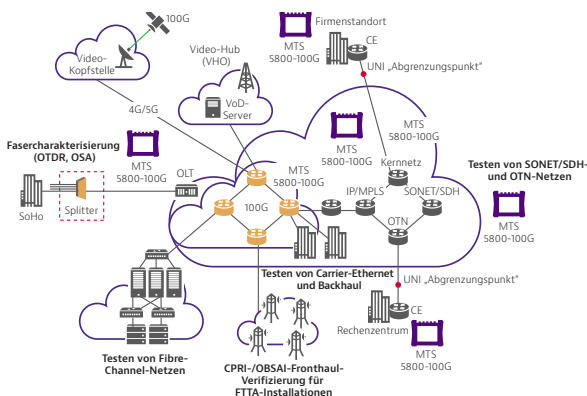 100G
Video-
Kopfstelle
Video-Hub
(VHO)
VoD-
Server
4G/5G
MTS
5800-100G
Firmenstandort
CE
UNI „Abgrenzungspunkt“
MTS
5800-100G
MTS
5800-100G
Kernnetz
Fasercharakterisierung
(OTDR, OSA)
MTS
5800-100G
OLT
SoHo
Splitter
MTS
5800-100G
100G
IP/MPLS
SONET/SDH
OTN
Testen von SONET/SDH-
und OTN-Netzen
MTS
5800-100G
Testen von Carrier-Ethernet
und Backhaul
UNI „Abgrenzungspunkt“
CE
Rechenzentrum
MTS
5800-100G
Testen von Fibre-
Channel-Netzen
CPRI-/OBSAI-Fronthaul-
Verifizierung für
FTTA-Installationen